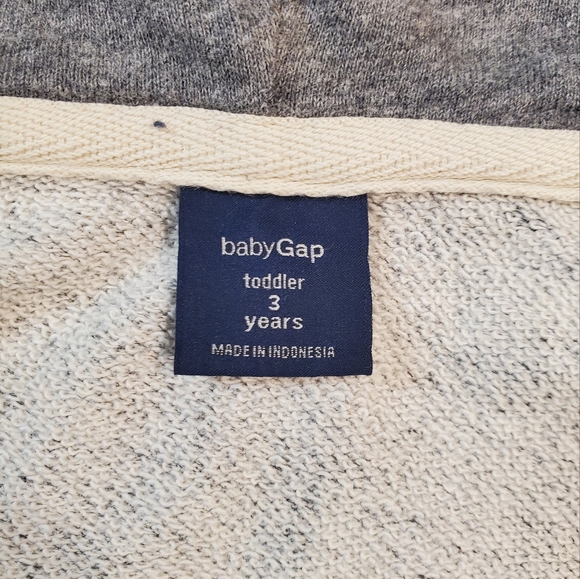 babyGap
toddler
3
years
MADE IN INDONESIA